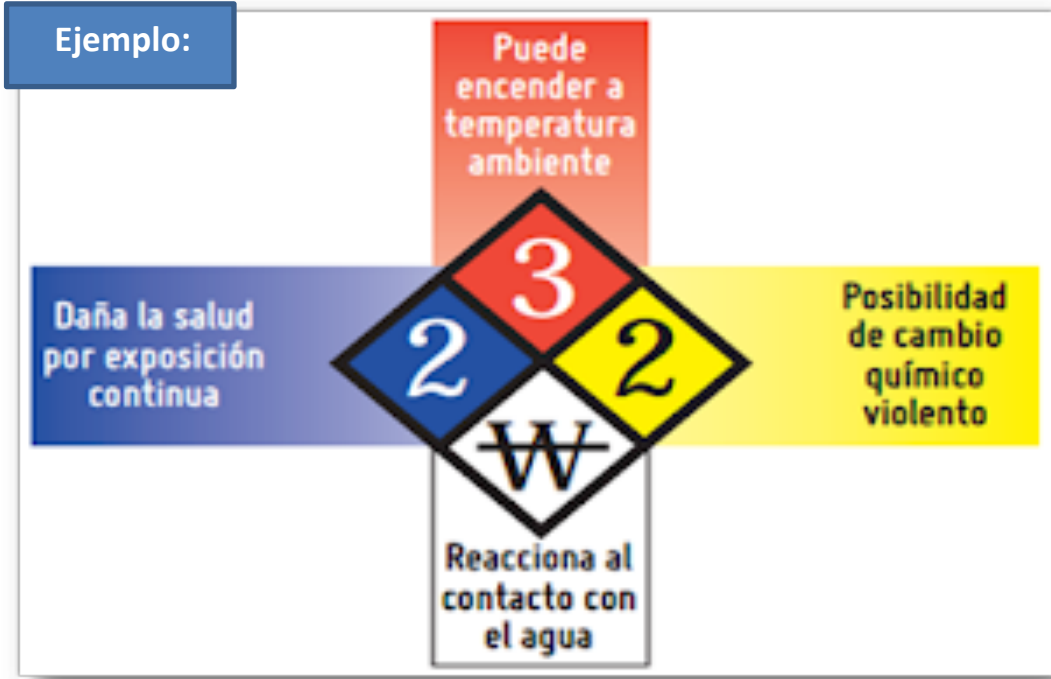 Ejemplo:
Puede
encender a
temperatura
ambiente
3
Daña la salud
por exposición
continua
2
2
Posibilidad
de cambio
químico
violento
W
Reacciona al
contacto con
el agua